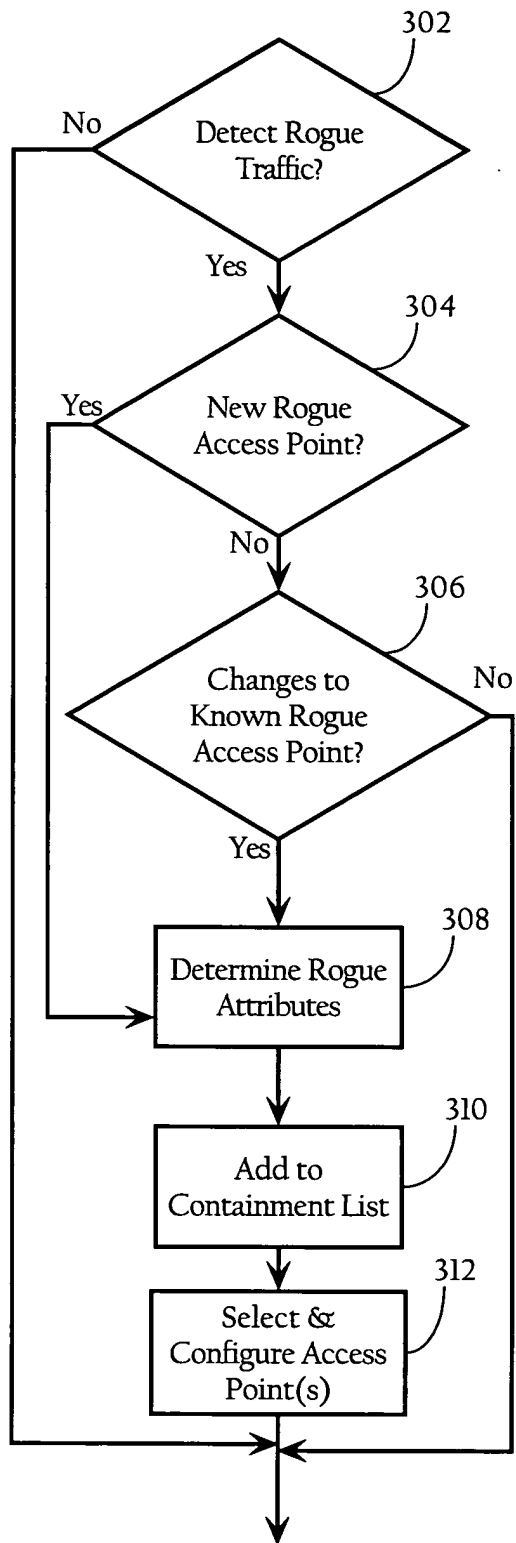 302
No
Detect Rogue
Traffic?
Yes
304
Yes
New Rogue
Access Point?
No
306
Changes to
Known Rogue
Access Point?
No
Yes
308
Determine Rogue
Attributes
310
Add to
Containment List
312
Select &
Configure Access
Point(s)